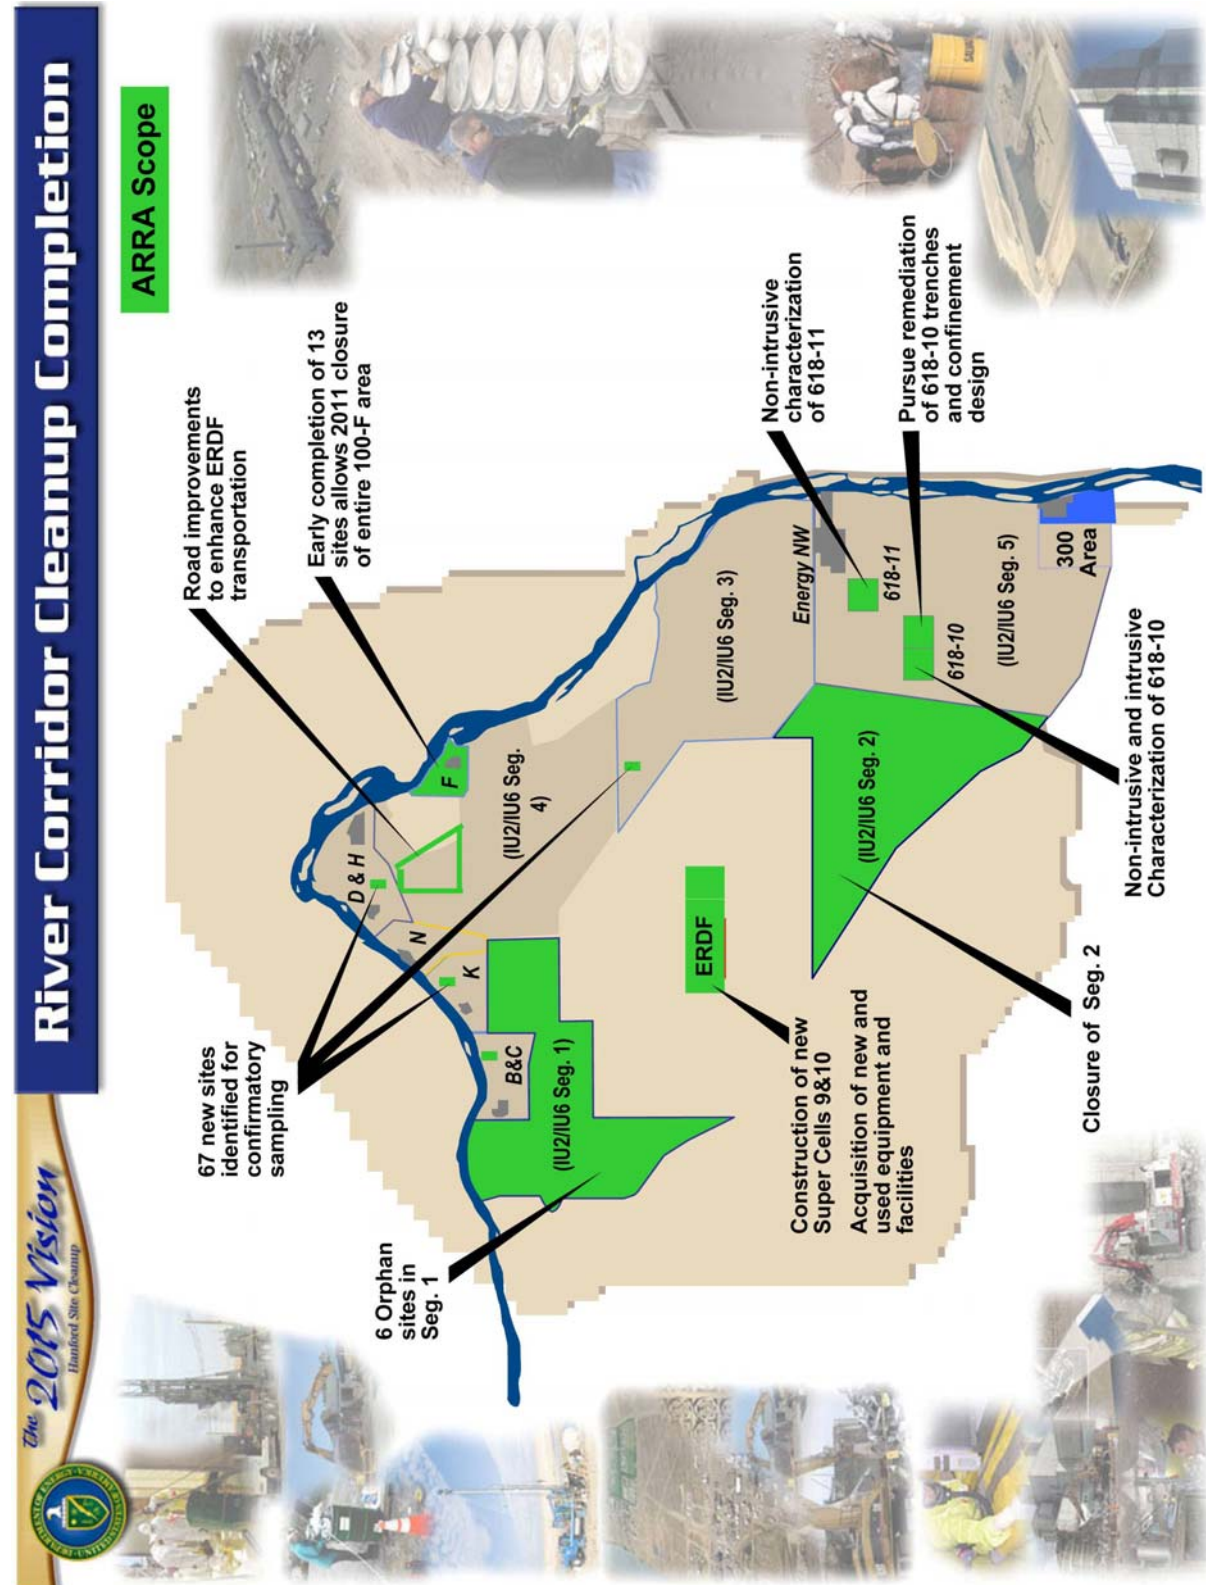 The 2015 Vision
Hanford Site Cleanup
River Corridor Cleanup Completion
ARRA Scope
67 new sites
identified for
confirmatory
sampling
Road improvements
to enhance ERDF
transportation
Early completion of 13
sites allows 2011 closure
of entire 100-F area
6 Orphan
sites in
Seg. 1
D & H
N
K
B&C
F
(IU2/IU6 Seg. 1)
(IU2/IU6 Seg.
4)
(IU2/IU6 Seg. 3)
ERDF
(IU2/IU6 Seg. 2)
Energy NW
618-11
618-10
(IU2/IU6 Seg. 5)
300
Area
Non-intrusive
characterization
of 618-11
Pursue remediation
of 618-10 trenches
and confinement
design
Construction of new
Super Cells 9&10
Acquisition of new and
used equipment and
facilities
Closure of Seg. 2
Non-intrusive and intrusive
Characterization of 618-10